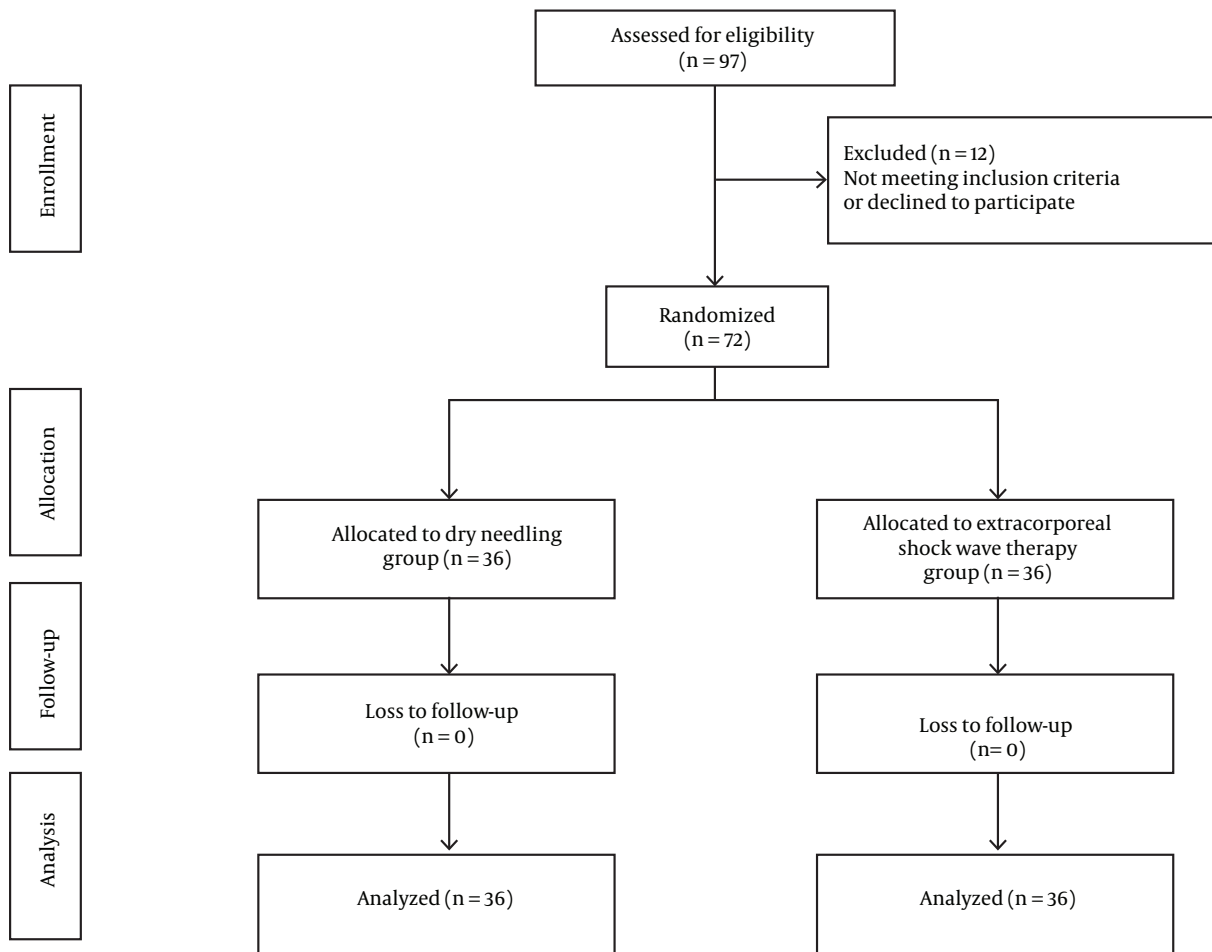 Assessed for eligibility
(n = 97)
Enrollment
Excluded (n = 12)
Not meeting inclusion criteria
or declined to participate
Randomized
(n = 72)
Allocation
Allocated to dry needling
group (n = 36)
Allocated to extracorporeal
shock wave therapy
group (n = 36)
Follow-up
Loss to follow-up
(n = 0)
Loss to follow-up
(n= 0)
Analysis
Analyzed (n = 36)
Analyzed (n = 36)